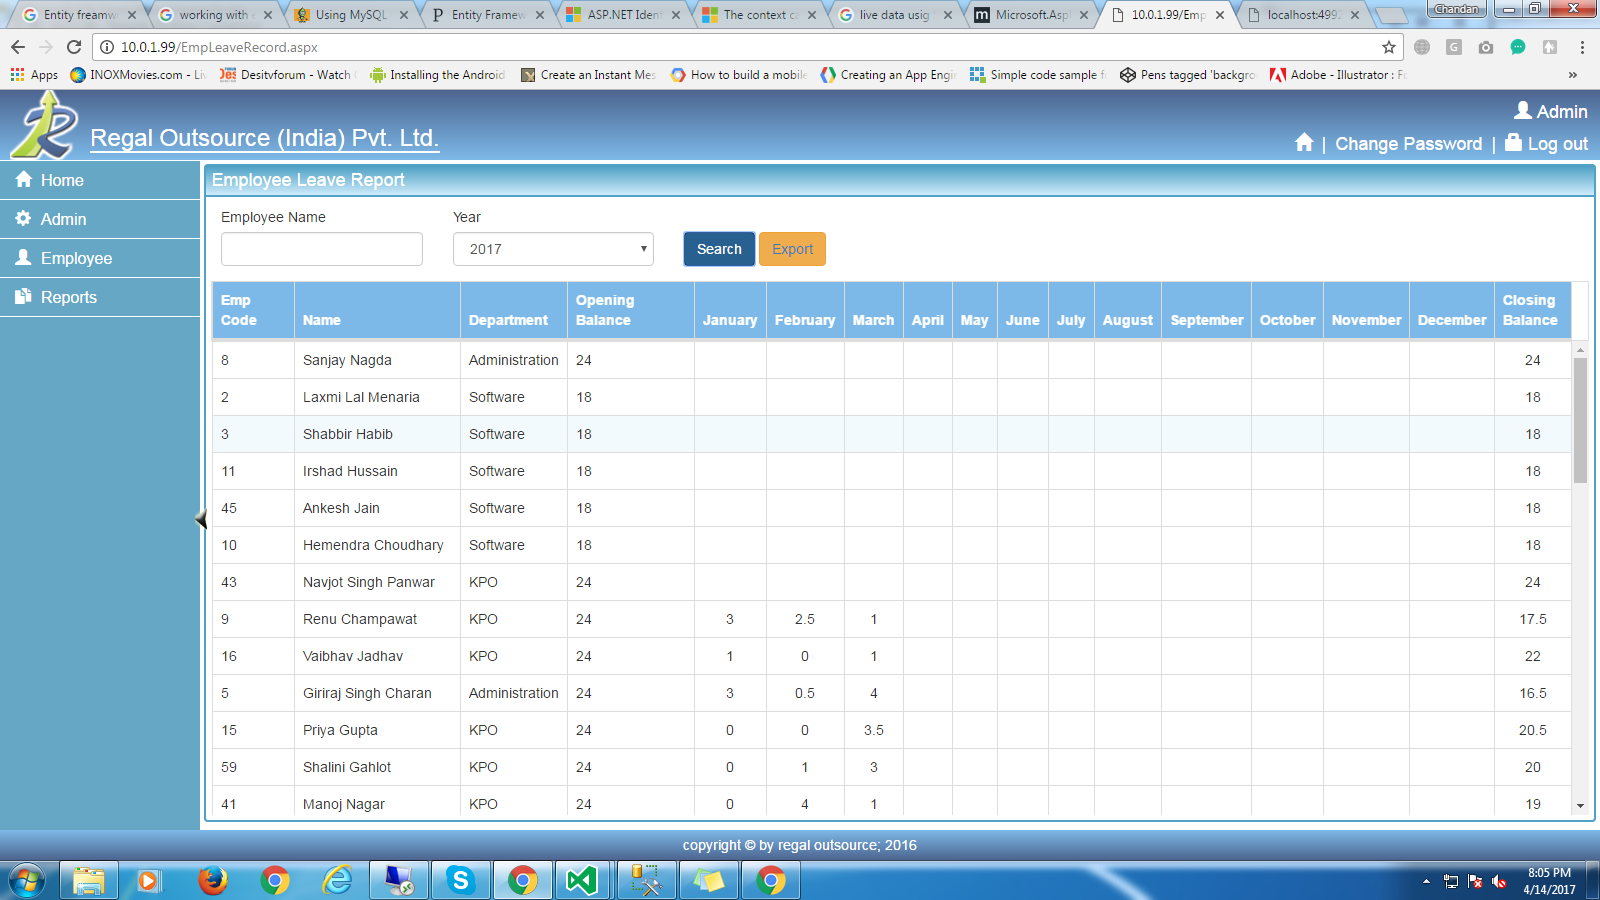 Entity freamwo
working with e
Using MySQL
Entity Framew
ASP.NET Ident
The context ca
live data usig
Microsoft.Asp
10.0.1.99/Emp
localhost:4992
Chandan
10.0.1.99/EmpLeaveRecord.aspx
Apps
INOXMovies.com - Liv
Desitvforum - Watch
Installing the Android
Create an Instant Mes
How to build a mobile
Creating an App Engi
Simple code sample f
Pens tagged 'backgro
Adobe - Illustrator : Fo
»
Regal Outsource (India) Pvt. Ltd.
Admin
| Change Password | Log out
Home
Admin
Employee
Reports
Employee Leave Report
Employee Name Year
2017 Search Export
Emp Code Name Department Opening Balance January February March April May June July August September October November December Closing Balance
8 Sanjay Nagda Administration 24 24
2 Laxmi Lal Menaria Software 18 18
3 Shabbir Habib Software 18 18
11 Irshad Hussain Software 18 18
45 Ankesh Jain Software 18 18
10 Hemendra Choudhary Software 18 18
43 Navjot Singh Panwar KPO 24 24
9 Renu Champawat KPO 24 3 2.5 1 17.5
16 Vaibhav Jadhav KPO 24 1 0 1 22
5 Giriraj Singh Charan Administration 24 3 0.5 4 16.5
15 Priya Gupta KPO 24 0 0 3.5 20.5
59 Shalini Gahlot KPO 24 0 1 3 20
41 Manoj Nagar KPO 24 0 4 1 19
copyright © by regal outsource; 2016
8:05 PM
4/14/2017